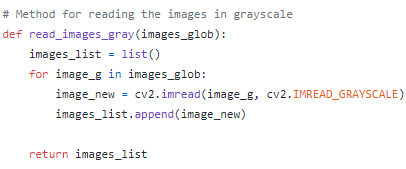 # Method for reading the images in grayscale
def read_images_gray(images_glob):
    images_list = list()
    for image_g in images_glob:
        image_new = cv2.imread(image_g, cv2.IMREAD_GRAYSCALE)
        images_list.append(image_new)

    return images_list